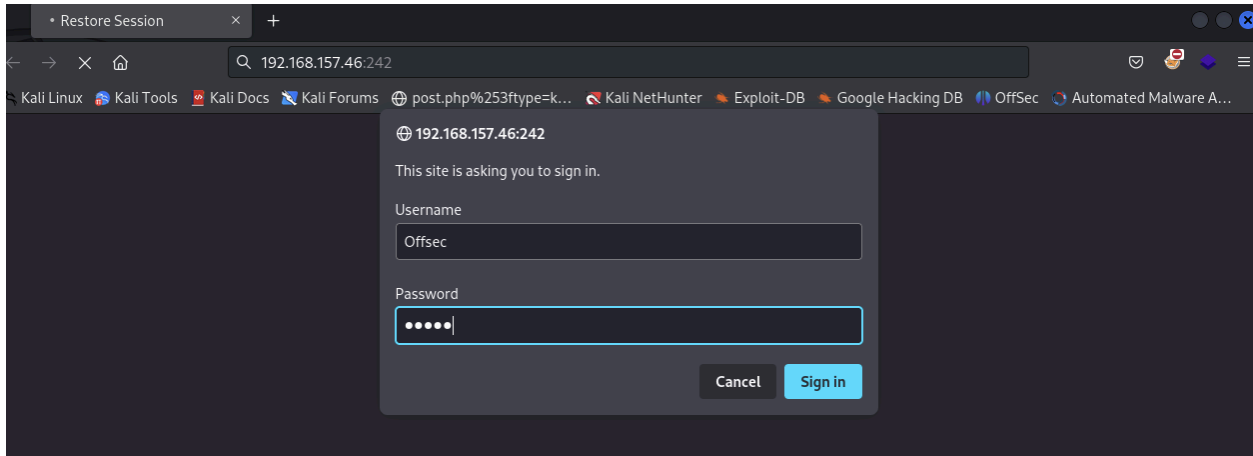 Restore Session
192.168.157.46:242
Kali Linux Kali Tools Kali Docs Kali Forums post.php%253ftype=k... Kali NetHunter Exploit-DB Google Hacking DB OffSec Automated Malware A...
192.168.157.46:242
This site is asking you to sign in.
Username
Offsec
Password
•••••
Cancel Sign in